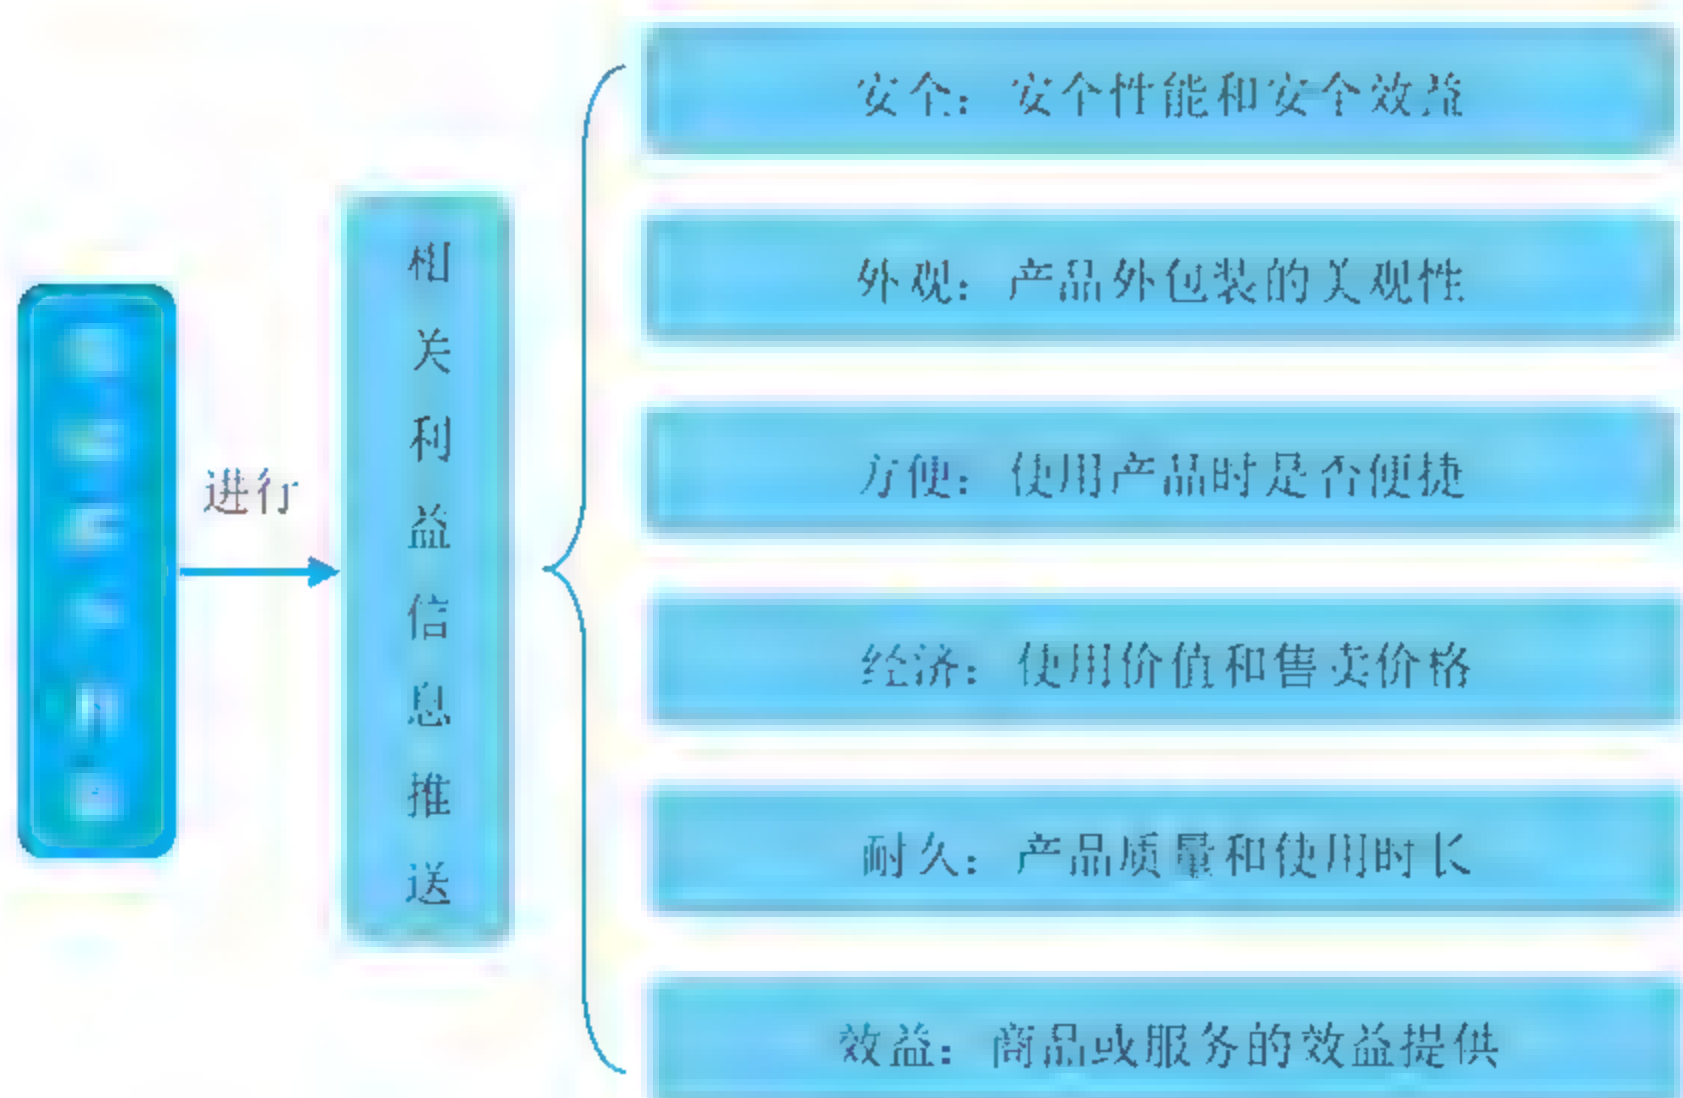 进行
相关利益信息推送
安全：安全性能和安全效益
外观：产品外包装的美观性
方便：使用产品时是否便捷
经济：使用价值和售卖价格
耐久：产品质量和使用时长
效益：商品或服务的效益提供